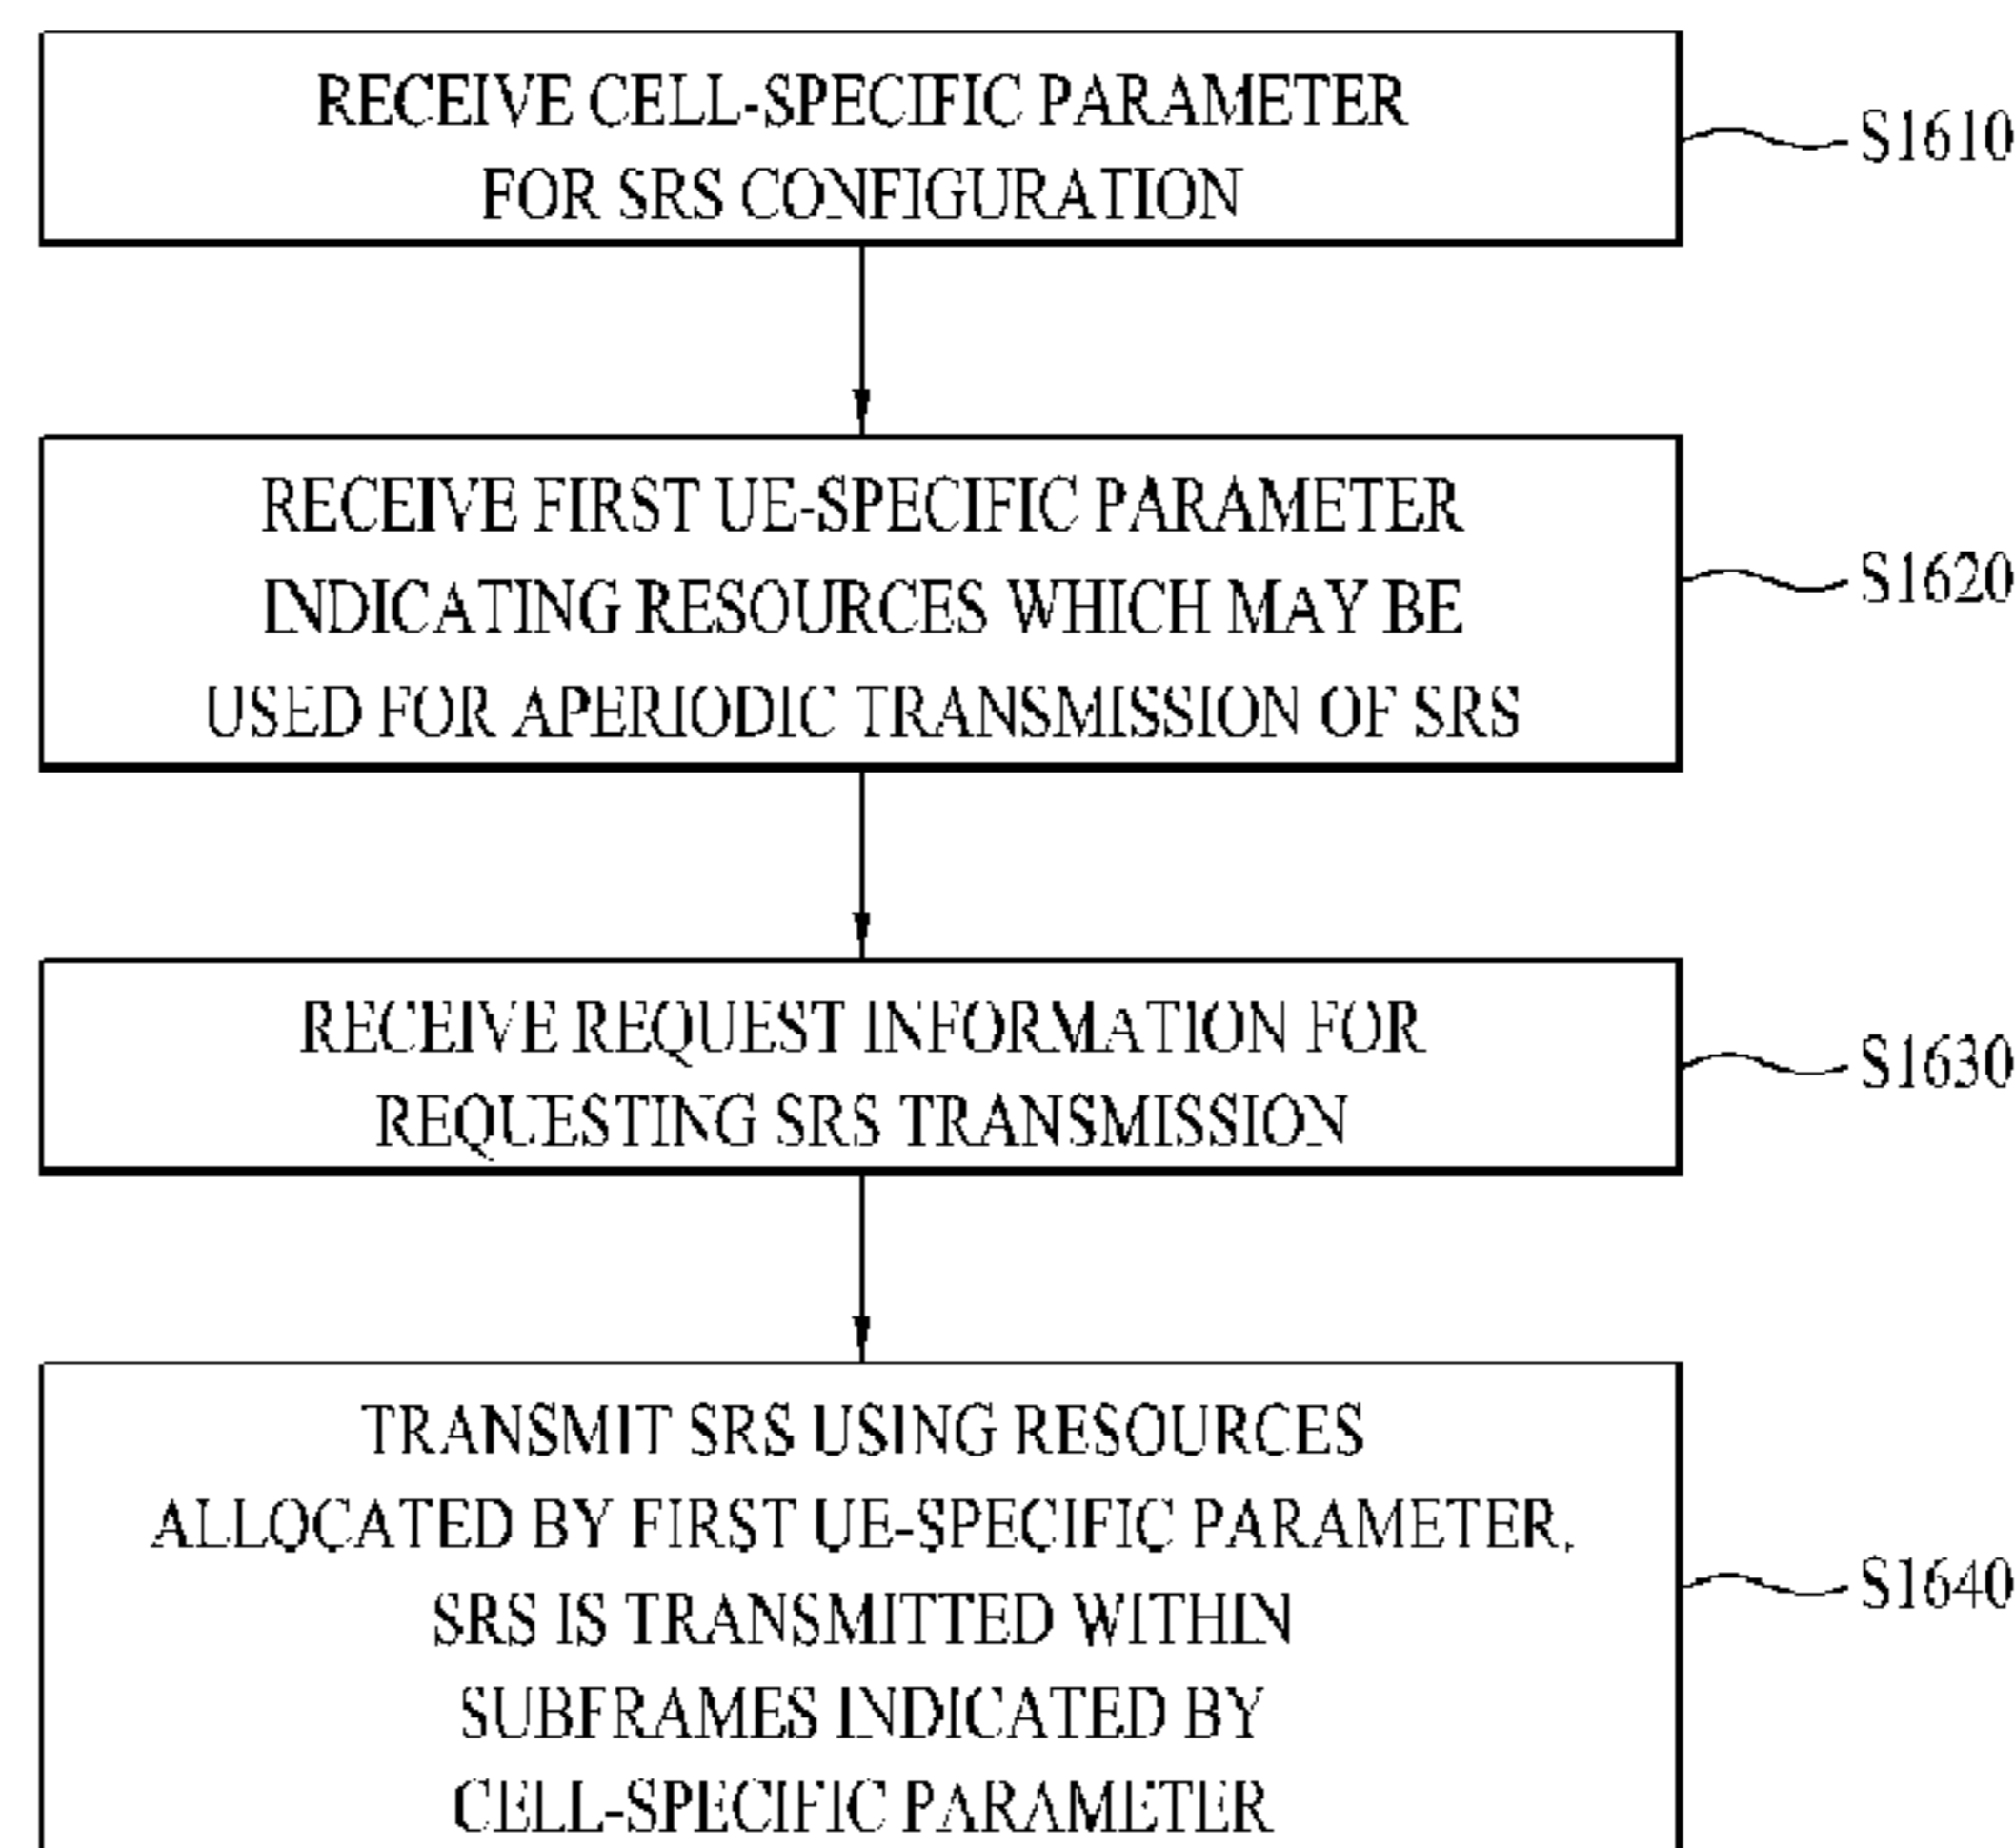 RECEIVE CELL-SPECIFIC PARAMETER
FOR SRS CONFIGURATION
S1610
RECEIVE FIRST UE-SPECIFIC PARAMETER
INDICATING RESOURCES WHICH MAY BE
USED FOR APERIODIC TRANSMISSION OF SRS
S1620
RECEIVE REQUEST INFORMATION FOR
REQUESTING SRS TRANSMISSION
S1630
TRANSMIT SRS USING RESOURCES
ALLOCATED BY FIRST UE-SPECIFIC PARAMETER,
SRS IS TRANSMITTED WITHIN
SUBFRAMES INDICATED BY
CELL-SPECIFIC PARAMETER
S1640